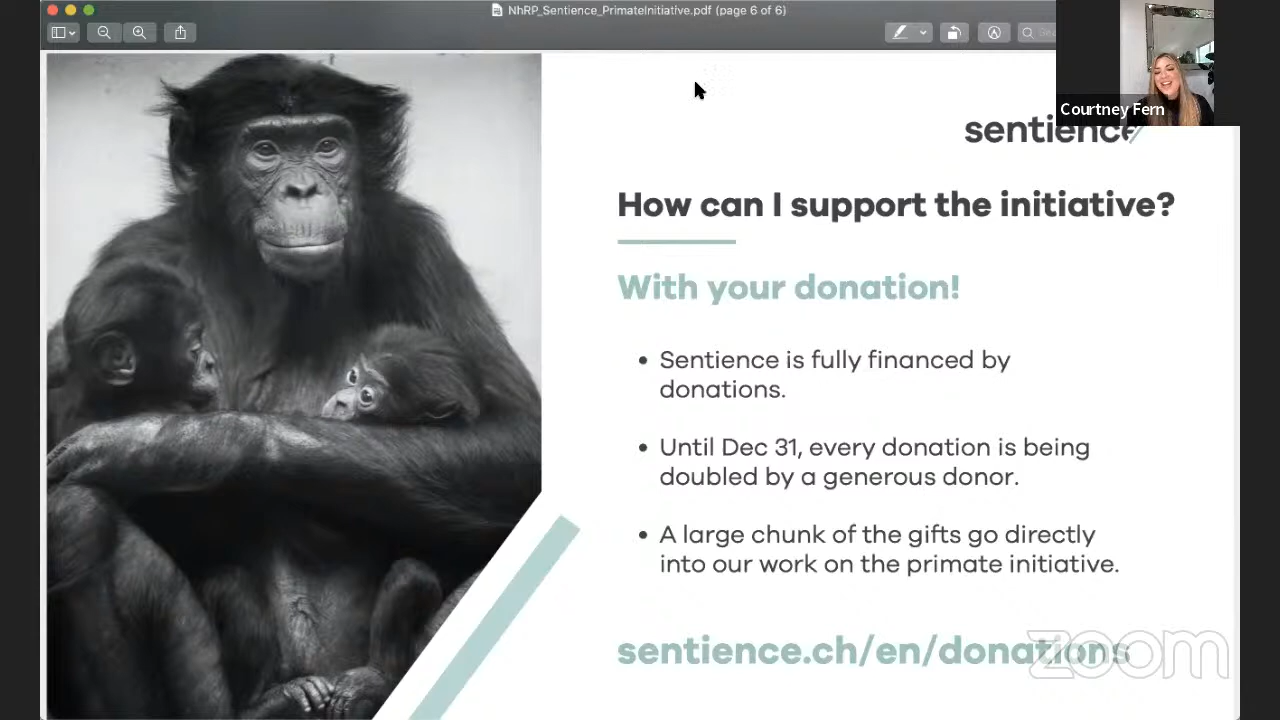 NhRP_Sentience_PrimateInitiative.pdf (page 6 of 6)
Courtney Fern
sentience
How can I support the initiative?
With your donation!
• Sentience is fully financed by
donations.
• Until Dec 31, every donation is being
doubled by a generous donor.
• A large chunk of the gifts go directly
into our work on the primate initiative.
sentience.ch/en/donations
zoom